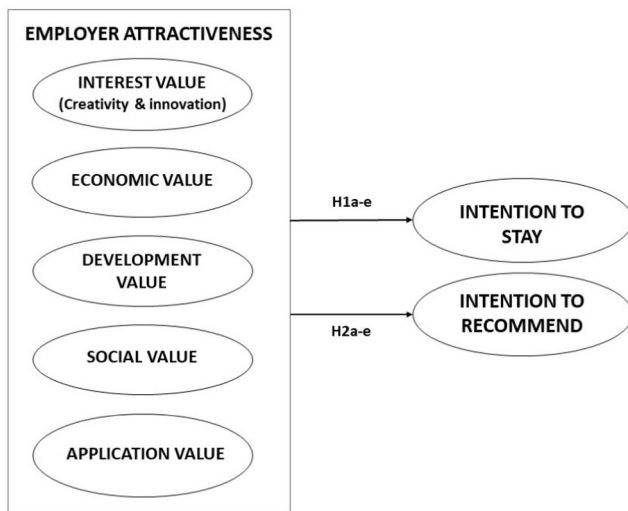 EMPLOYER ATTRACTIVENESS
INTEREST VALUE
(Creativity & innovation)
ECONOMIC VALUE
DEVELOPMENT
VALUE
SOCIAL VALUE
APPLICATION VALUE
H1a-e
INTENTION TO
STAY
H2a-e
INTENTION TO
RECOMMEND